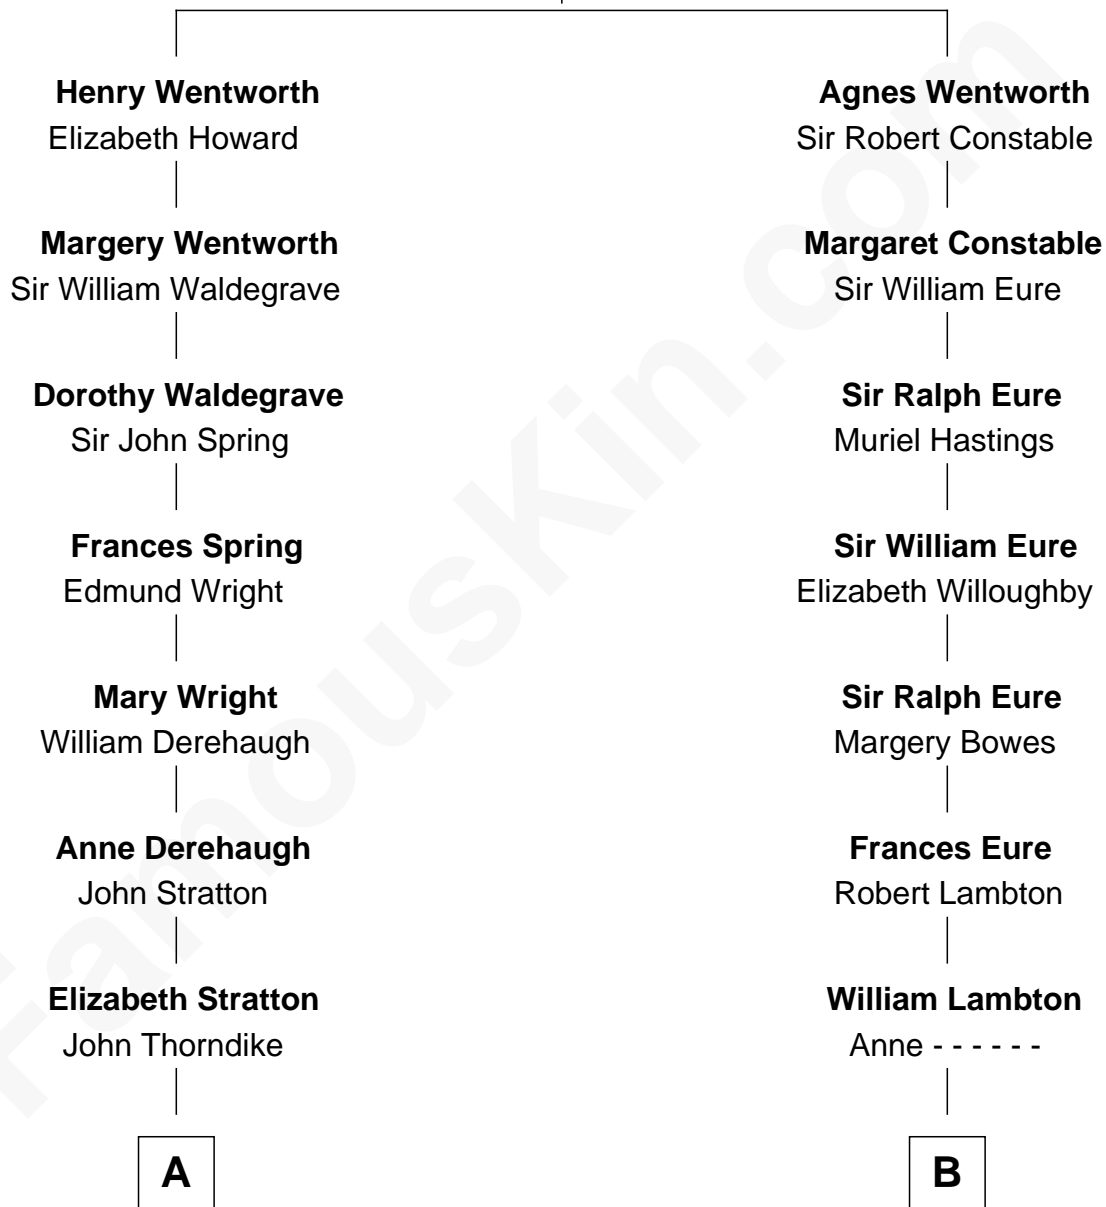 Henry Wentworth
Elizabeth Howard
Margery Wentworth
Sir William Waldegrave
Dorothy Waldegrave
Sir John Spring
Frances Spring
Edmund Wright
Mary Wright
William Derehaugh
Anne Derehaugh
John Stratton
Elizabeth Stratton
John Thorndike
A
Agnes Wentworth
Sir Robert Constable
Margaret Constable
Sir William Eure
Sir Ralph Eure
Muriel Hastings
Sir William Eure
Elizabeth Willoughby
Sir Ralph Eure
Margery Bowes
Frances Eure
Robert Lambton
William Lambton
Anne - - - - - -
B
FamousKin.com